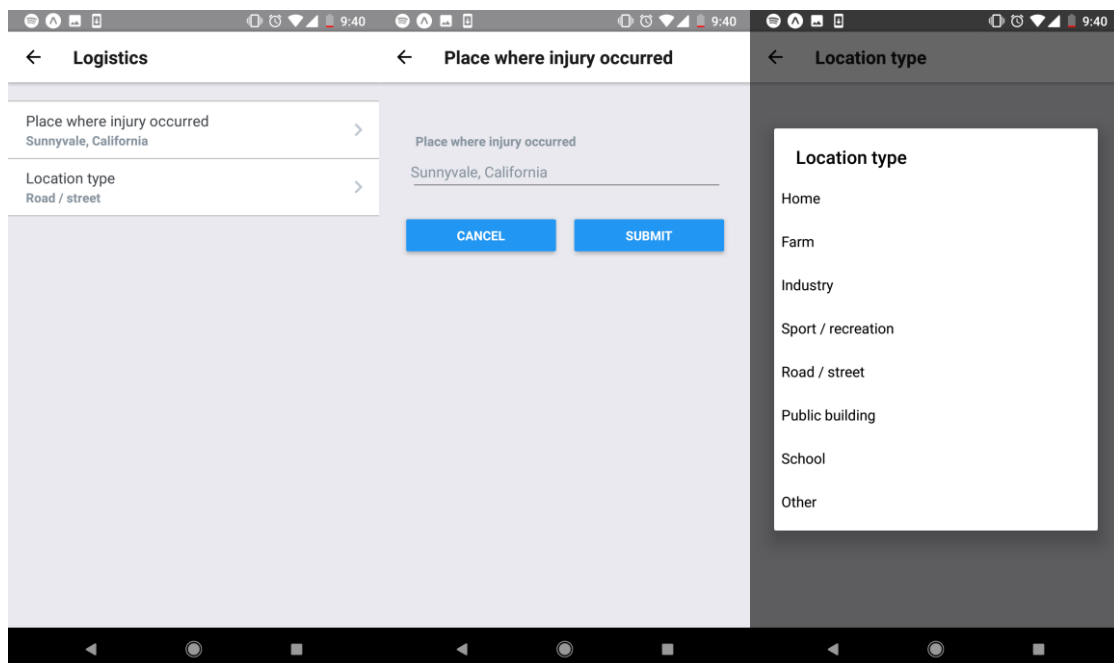 9:40
Logistics
Place where injury occurred
Sunnyvale, California
Location type
Road / street
9:40
Place where injury occurred
Place where injury occurred
Sunnyvale, California
CANCEL
SUBMIT
9:40
Location type
Location type
Home
Farm
Industry
Sport / recreation
Road / street
Public building
School
Other